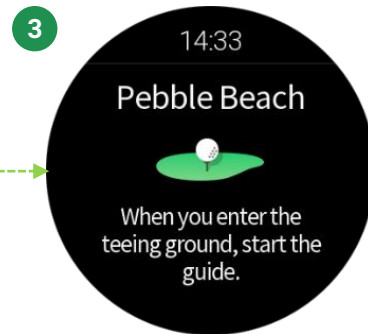 3
14:33
Pebble Beach
When you enter the
teeing ground, start the
guide.